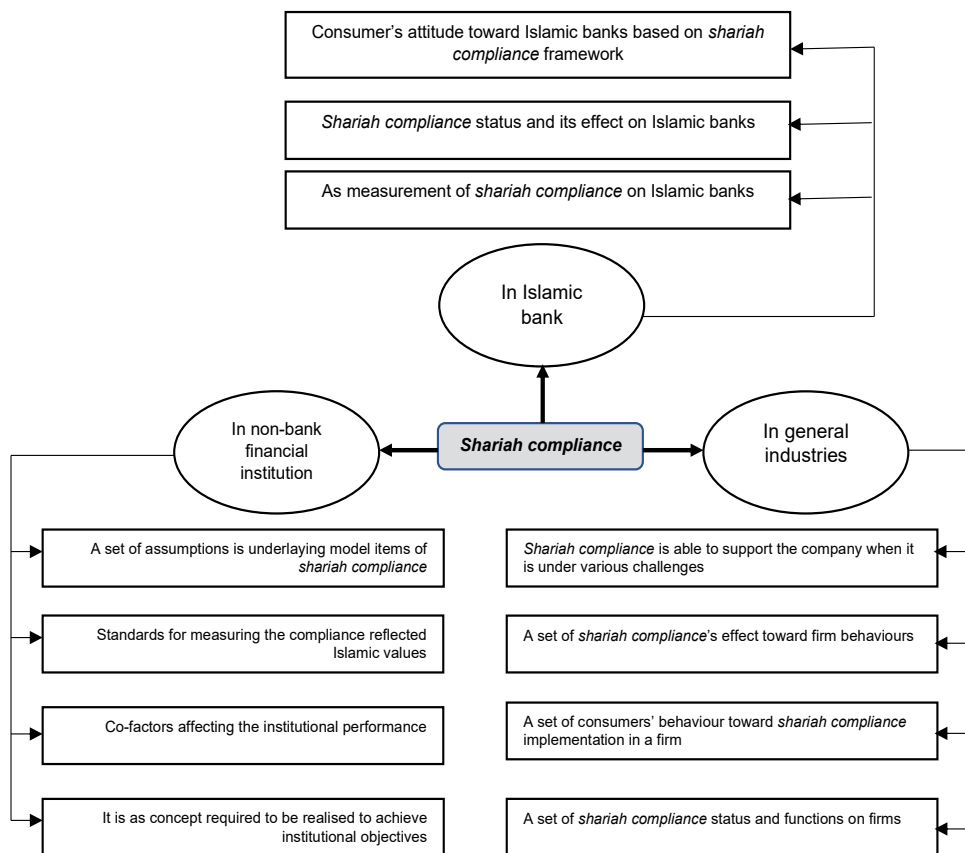 Consumer’s attitude toward Islamic banks based on shariah
compliance framework
Shariah compliance status and its effect on Islamic banks
As measurement of shariah compliance on Islamic banks
In Islamic
bank
In non-bank
financial
institution
Shariah compliance
In general
industries
A set of assumptions is underlaying model items of
shariah compliance
Standards for measuring the compliance reflected
Islamic values
Co-factors affecting the institutional performance
It is as concept required to be realised to achieve
institutional objectives
Shariah compliance is able to support the company when it
is under various challenges
A set of shariah compliance’s effect toward firm behaviours
A set of consumers’ behaviour toward shariah compliance
implementation in a firm
A set of shariah compliance status and functions on firms